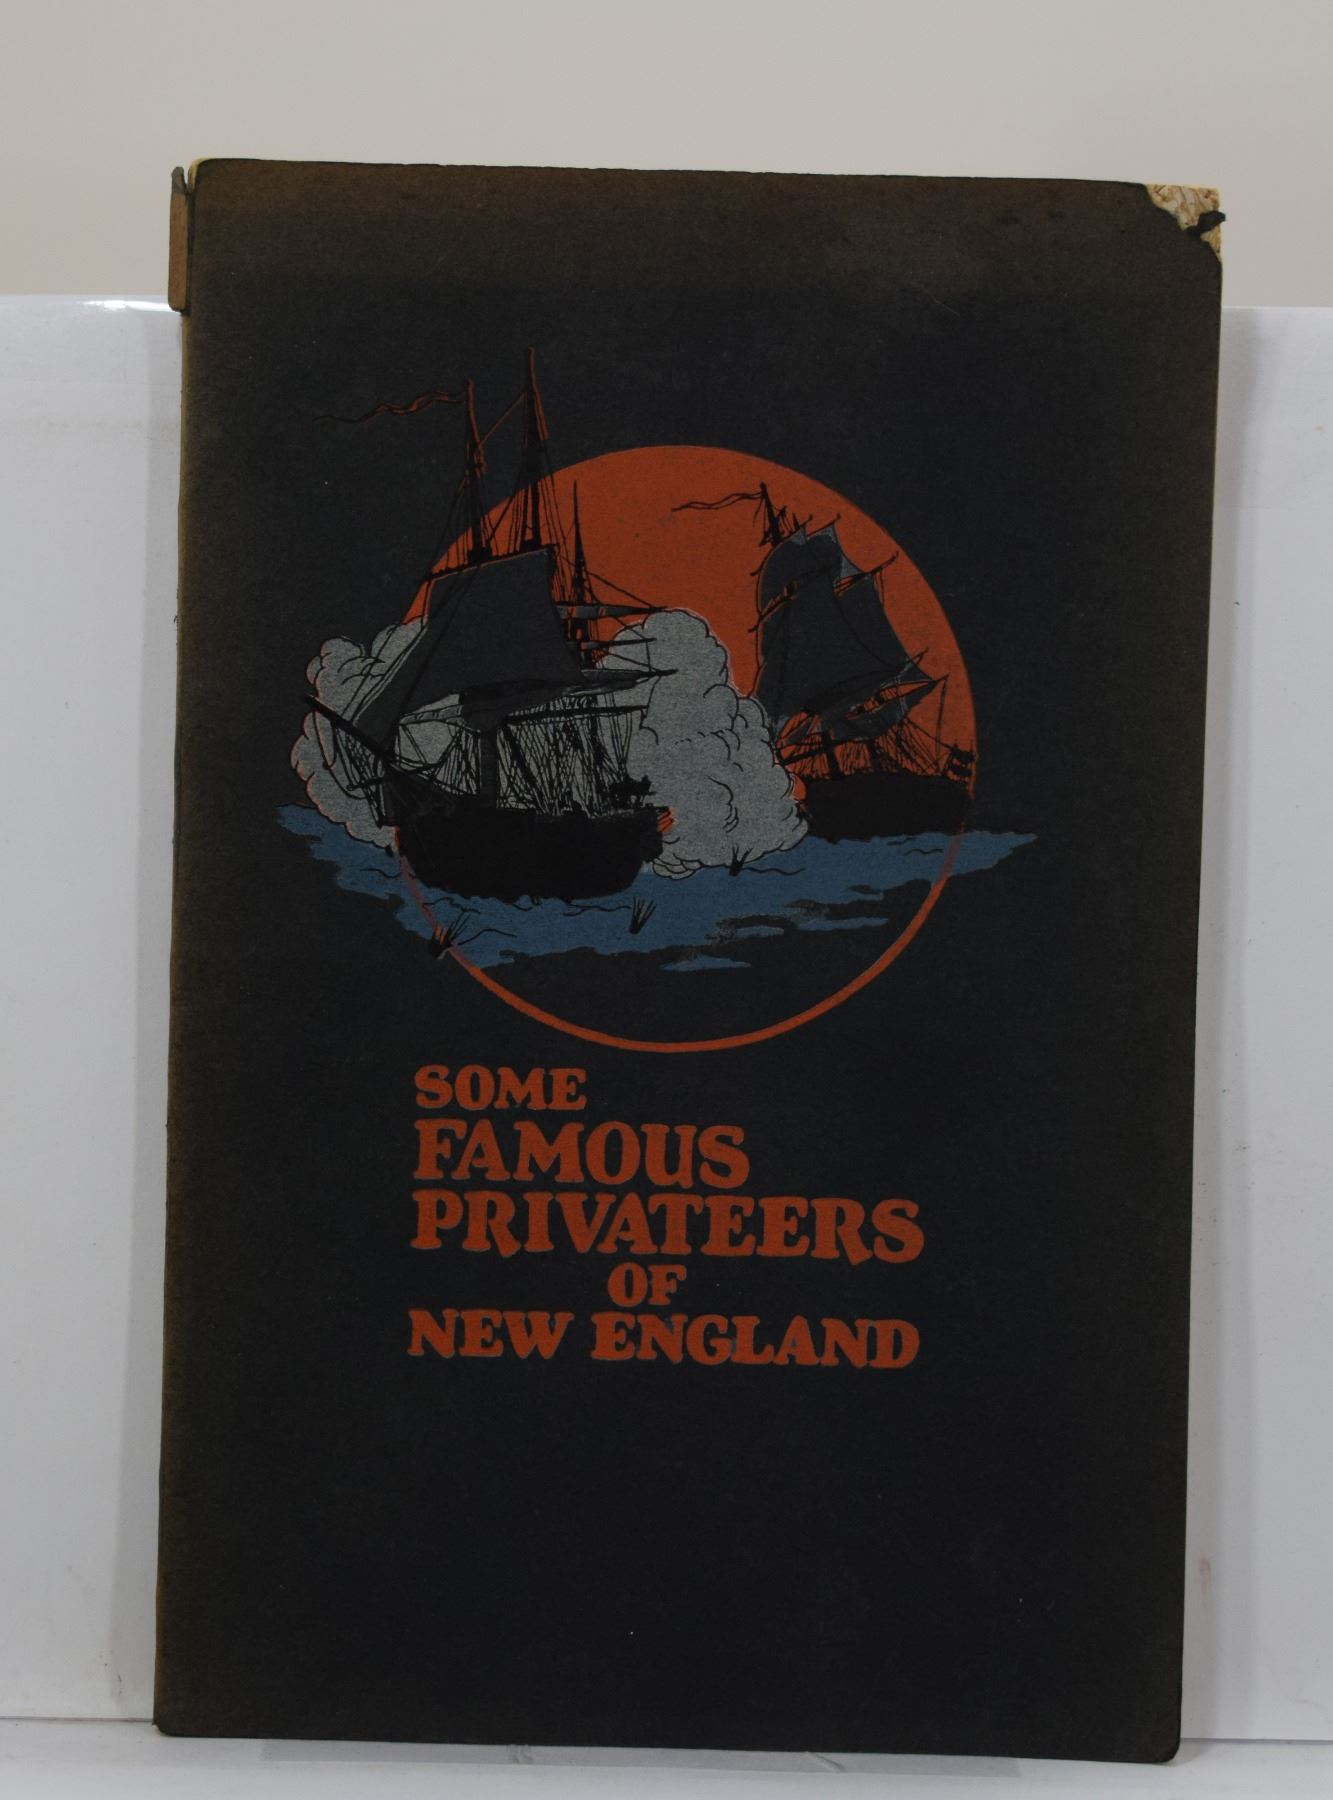 SOME
FAMOUS
PRIVATEERS
OF
NEW ENGLAND